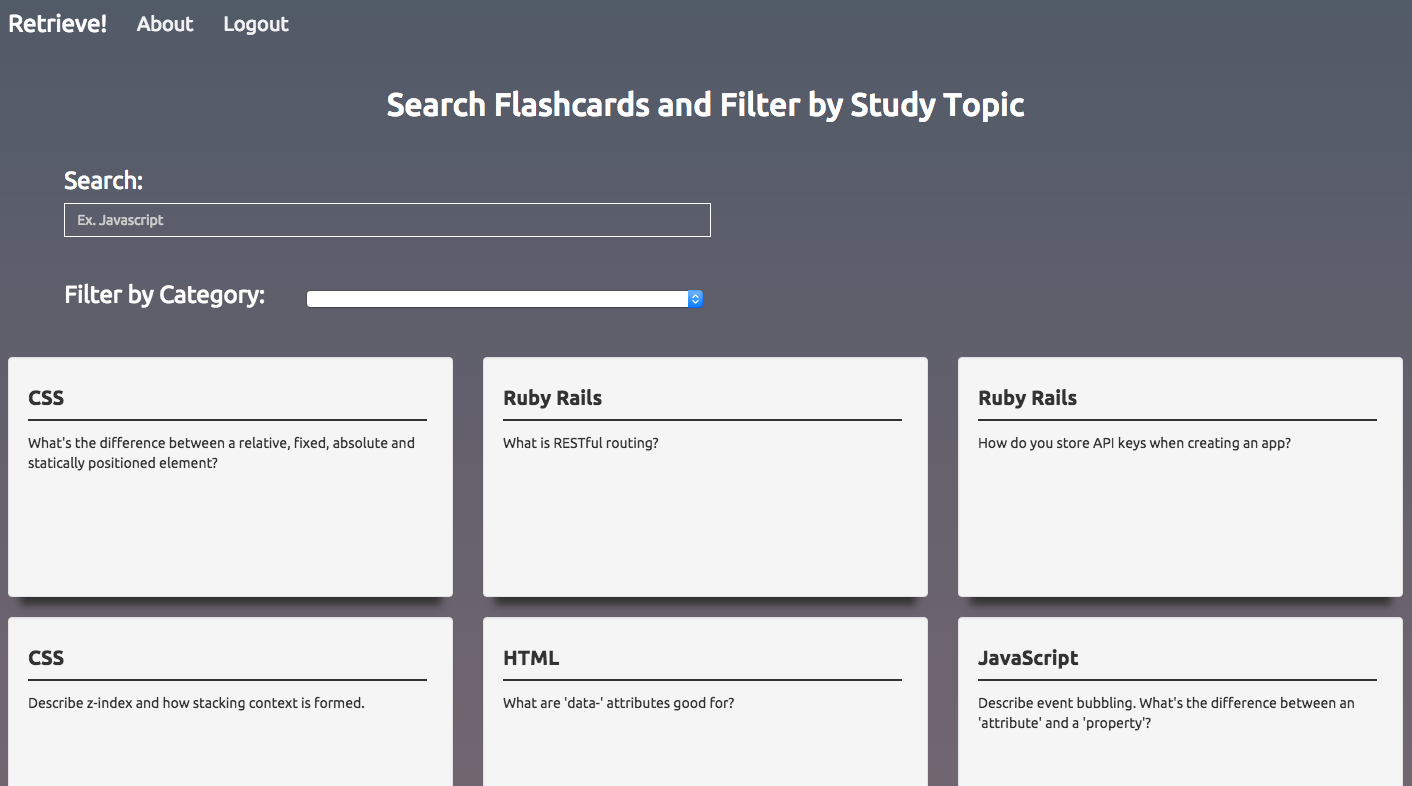 Retrieve! About Logout
Search Flashcards and Filter by Study Topic
Search:
Ex. Javascript
Filter by Category:
CSS
What's the difference between a relative, fixed, absolute and
statically positioned element?
Ruby Rails
What is RESTful routing?
Ruby Rails
How do you store API keys when creating an app?
CSS
Describe z-index and how stacking context is formed.
HTML
What are 'data-' attributes good for?
JavaScript
Describe event bubbling. What's the difference between an
'attribute' and a 'property'?